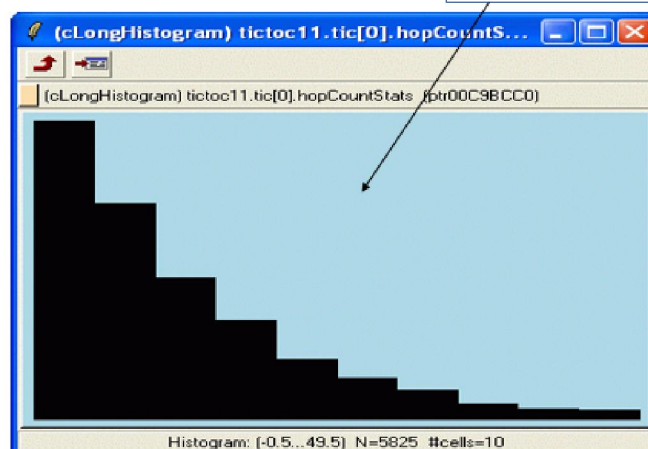 (cLongHistogram) tictoc11.tic[0].hopCountS...
(cLongHistogram) tictoc11.tic[0].hopCountStats (ptr00C9BCC0)
Histogram: (-0.5...49.5) N=5825 #cells=10